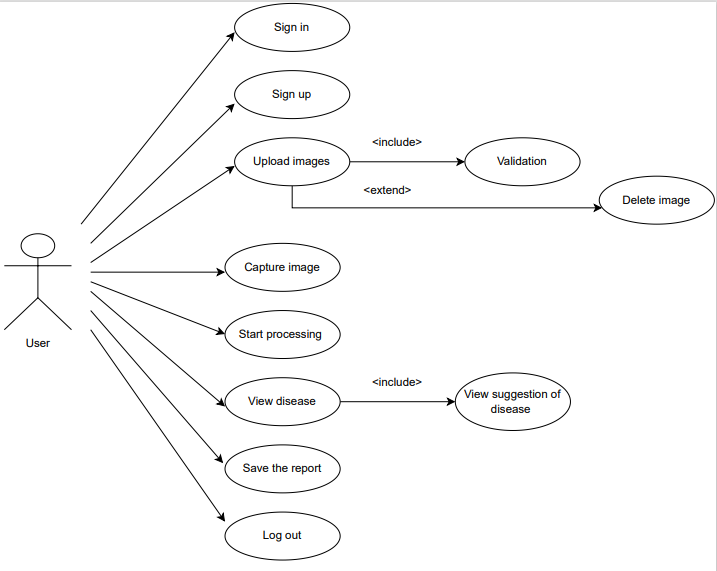 Sign in
Sign up
<include>
Upload images
Validation
<extend>
Delete image
Capture image
User
Start processing
<include>
View disease
View suggestion of
disease
Save the report
Log out